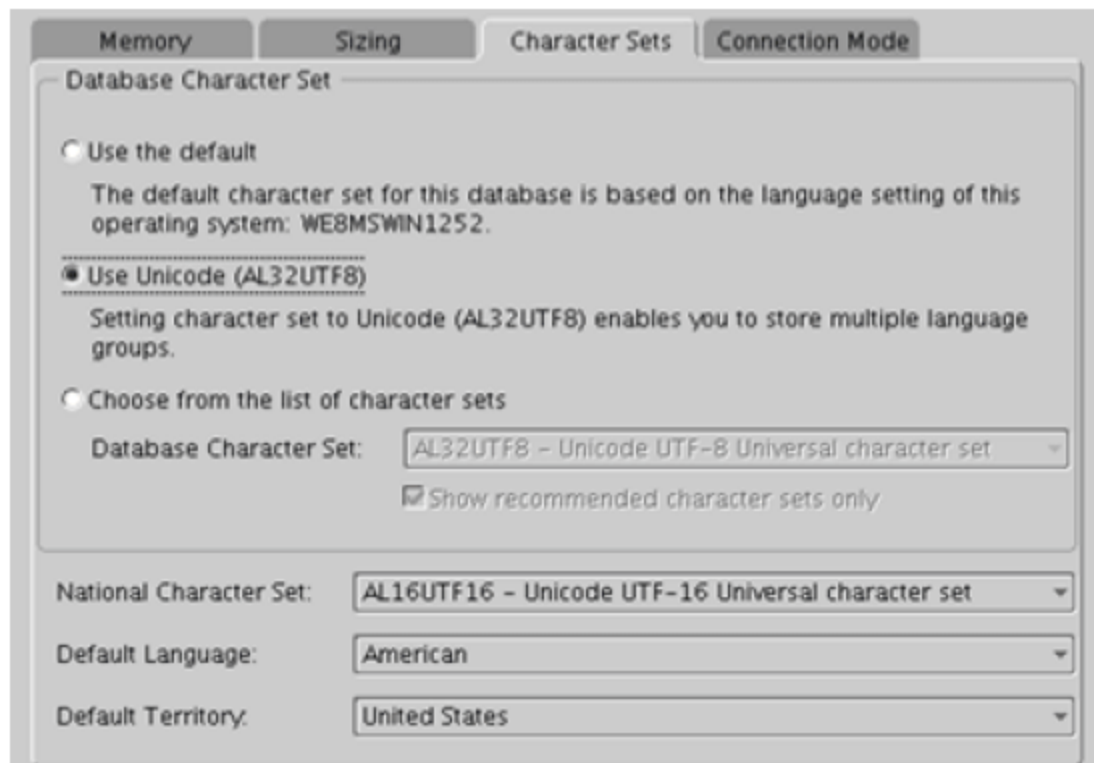 Memory Sizing Character Sets Connection Mode
Database Character Set
Use the default
The default character set for this database is based on the language setting of this
operating system: WE8MSWIN1252.
Use Unicode (AL32UTF8)
Setting character set to Unicode (AL32UTF8) enables you to store multiple language
groups.
Choose from the list of character sets
Database Character Set: AL32UTF8 - Unicode UTF-8 Universal character set
Show recommended character sets only
National Character Set: AL16UTF16 - Unicode UTF-16 Universal character set
Default Language: American
Default Territory: United States